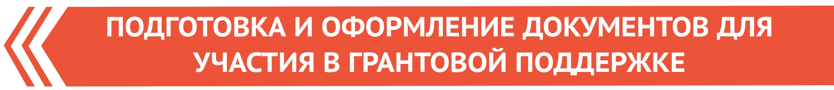 ПОДГОТОВКА И ОФОРМЛЕНИЕ ДОКУМЕНТОВ ДЛЯ
УЧАСТИЯ В ГРАНТОВОЙ ПОДДЕРЖКЕ